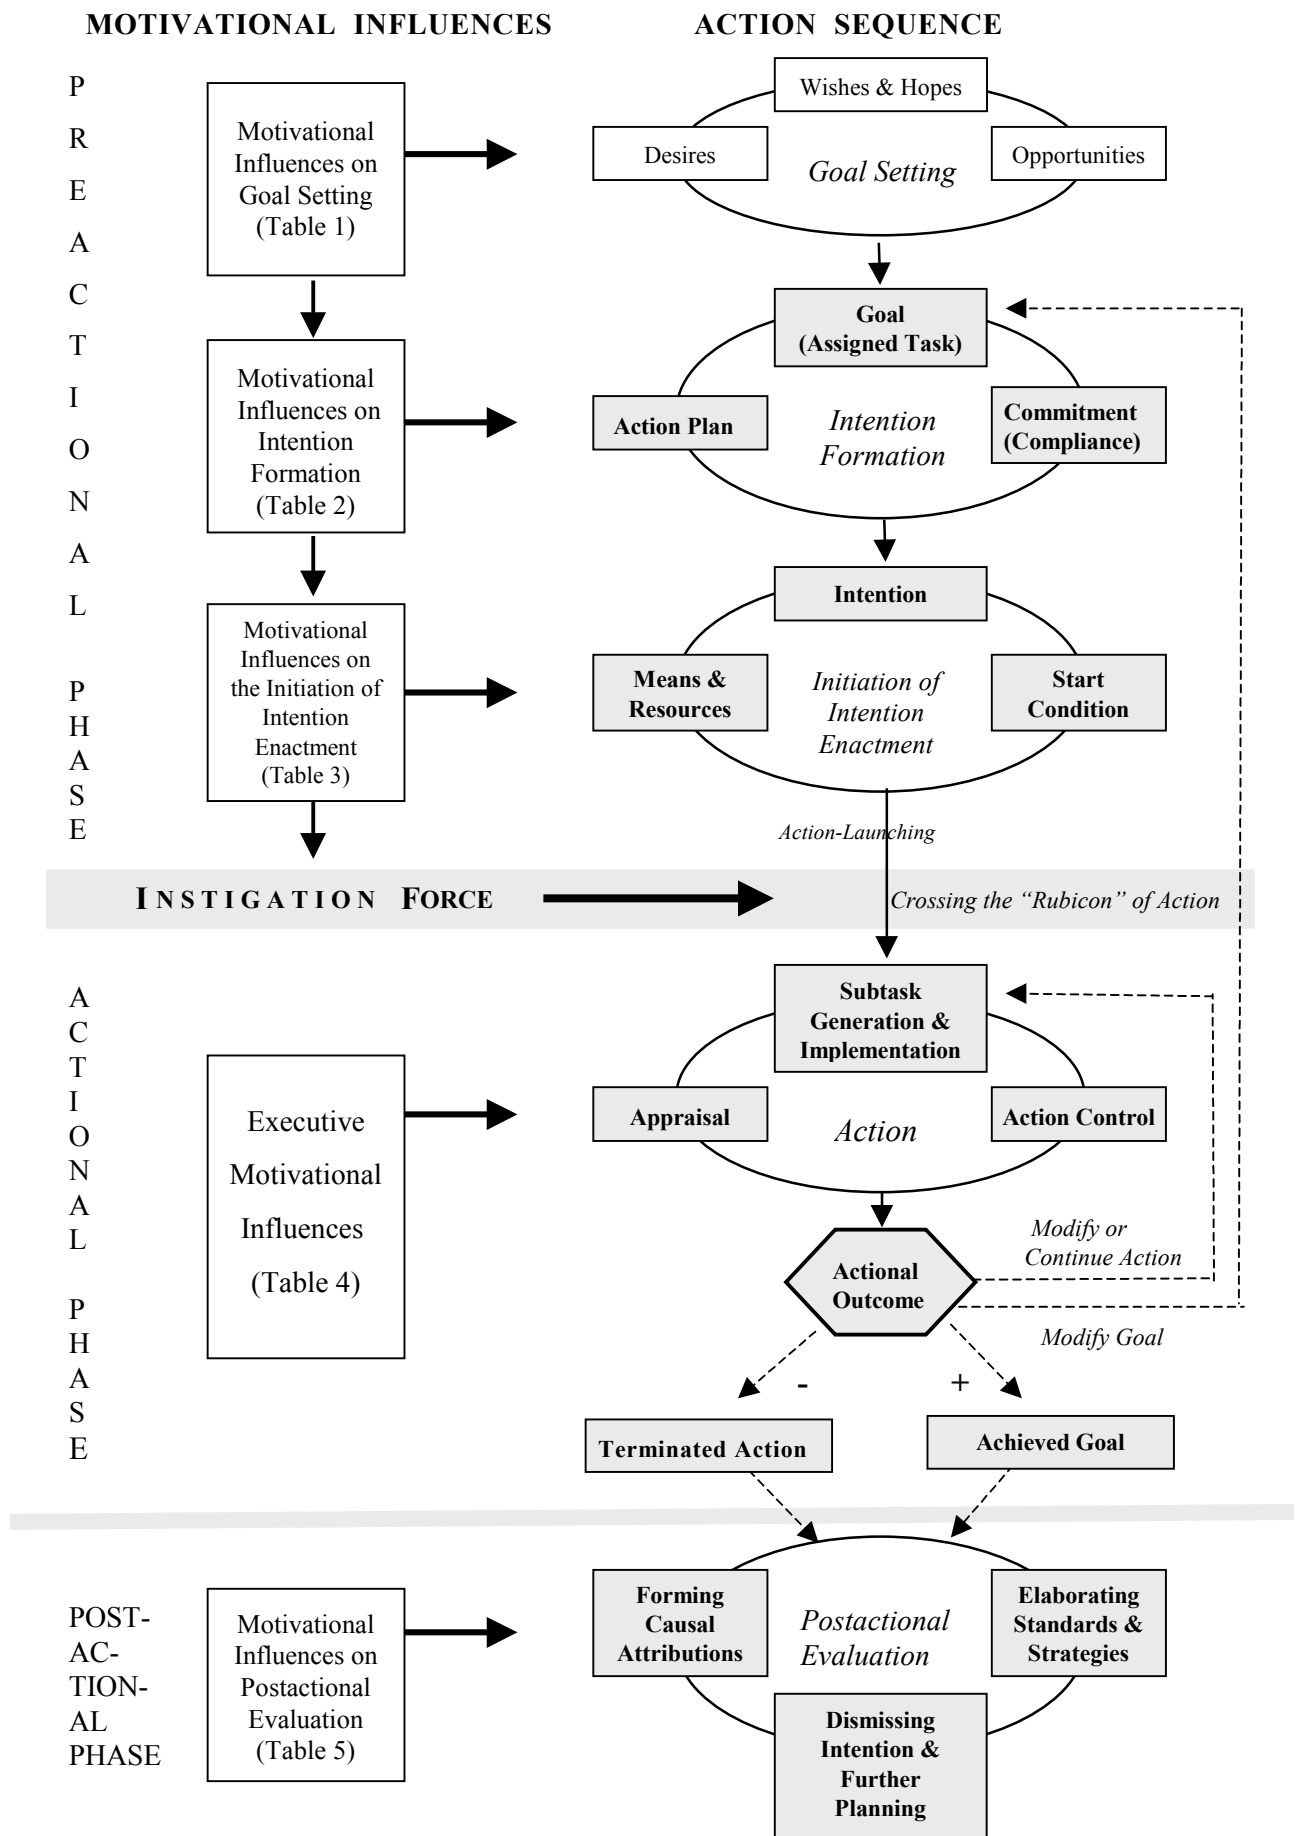 MOTIVATIONAL INFLUENCES
ACTION SEQUENCE
P
R
E
A
C
T
I
O
N
A
L
P
H
A
S
E
Motivational
Influences on
Goal Setting
(Table 1)
Wishes & Hopes
Desires
Opportunities
Goal Setting
Motivational
Influences on
Intention
Formation
(Table 2)
Goal
(Assigned Task)
Action Plan
Commitment
(Compliance)
Intention
Formation
Motivational
Influences on
the Initiation of
Intention
Enactment
(Table 3)
Intention
Means &
Resources
Start
Condition
Initiation of
Intention
Enactment
Action-Launching
INSTIGATION FORCE
Crossing the “Rubicon” of Action
A
C
T
I
O
N
A
L
P
H
A
S
E
Executive
Motivational
Influences
(Table 4)
Subtask
Generation &
Implementation
Appraisal
Action Control
Action
Actional
Outcome
Modify or
Continue Action
Modify Goal
-
+
Terminated Action
Achieved Goal
POST-
AC-
TION-
AL
PHASE
Motivational
Influences on
Postactional
Evaluation
(Table 5)
Forming
Causal
Attributions
Elaborating
Standards &
Strategies
Postactional
Evaluation
Dismissing
Intention &
Further
Planning